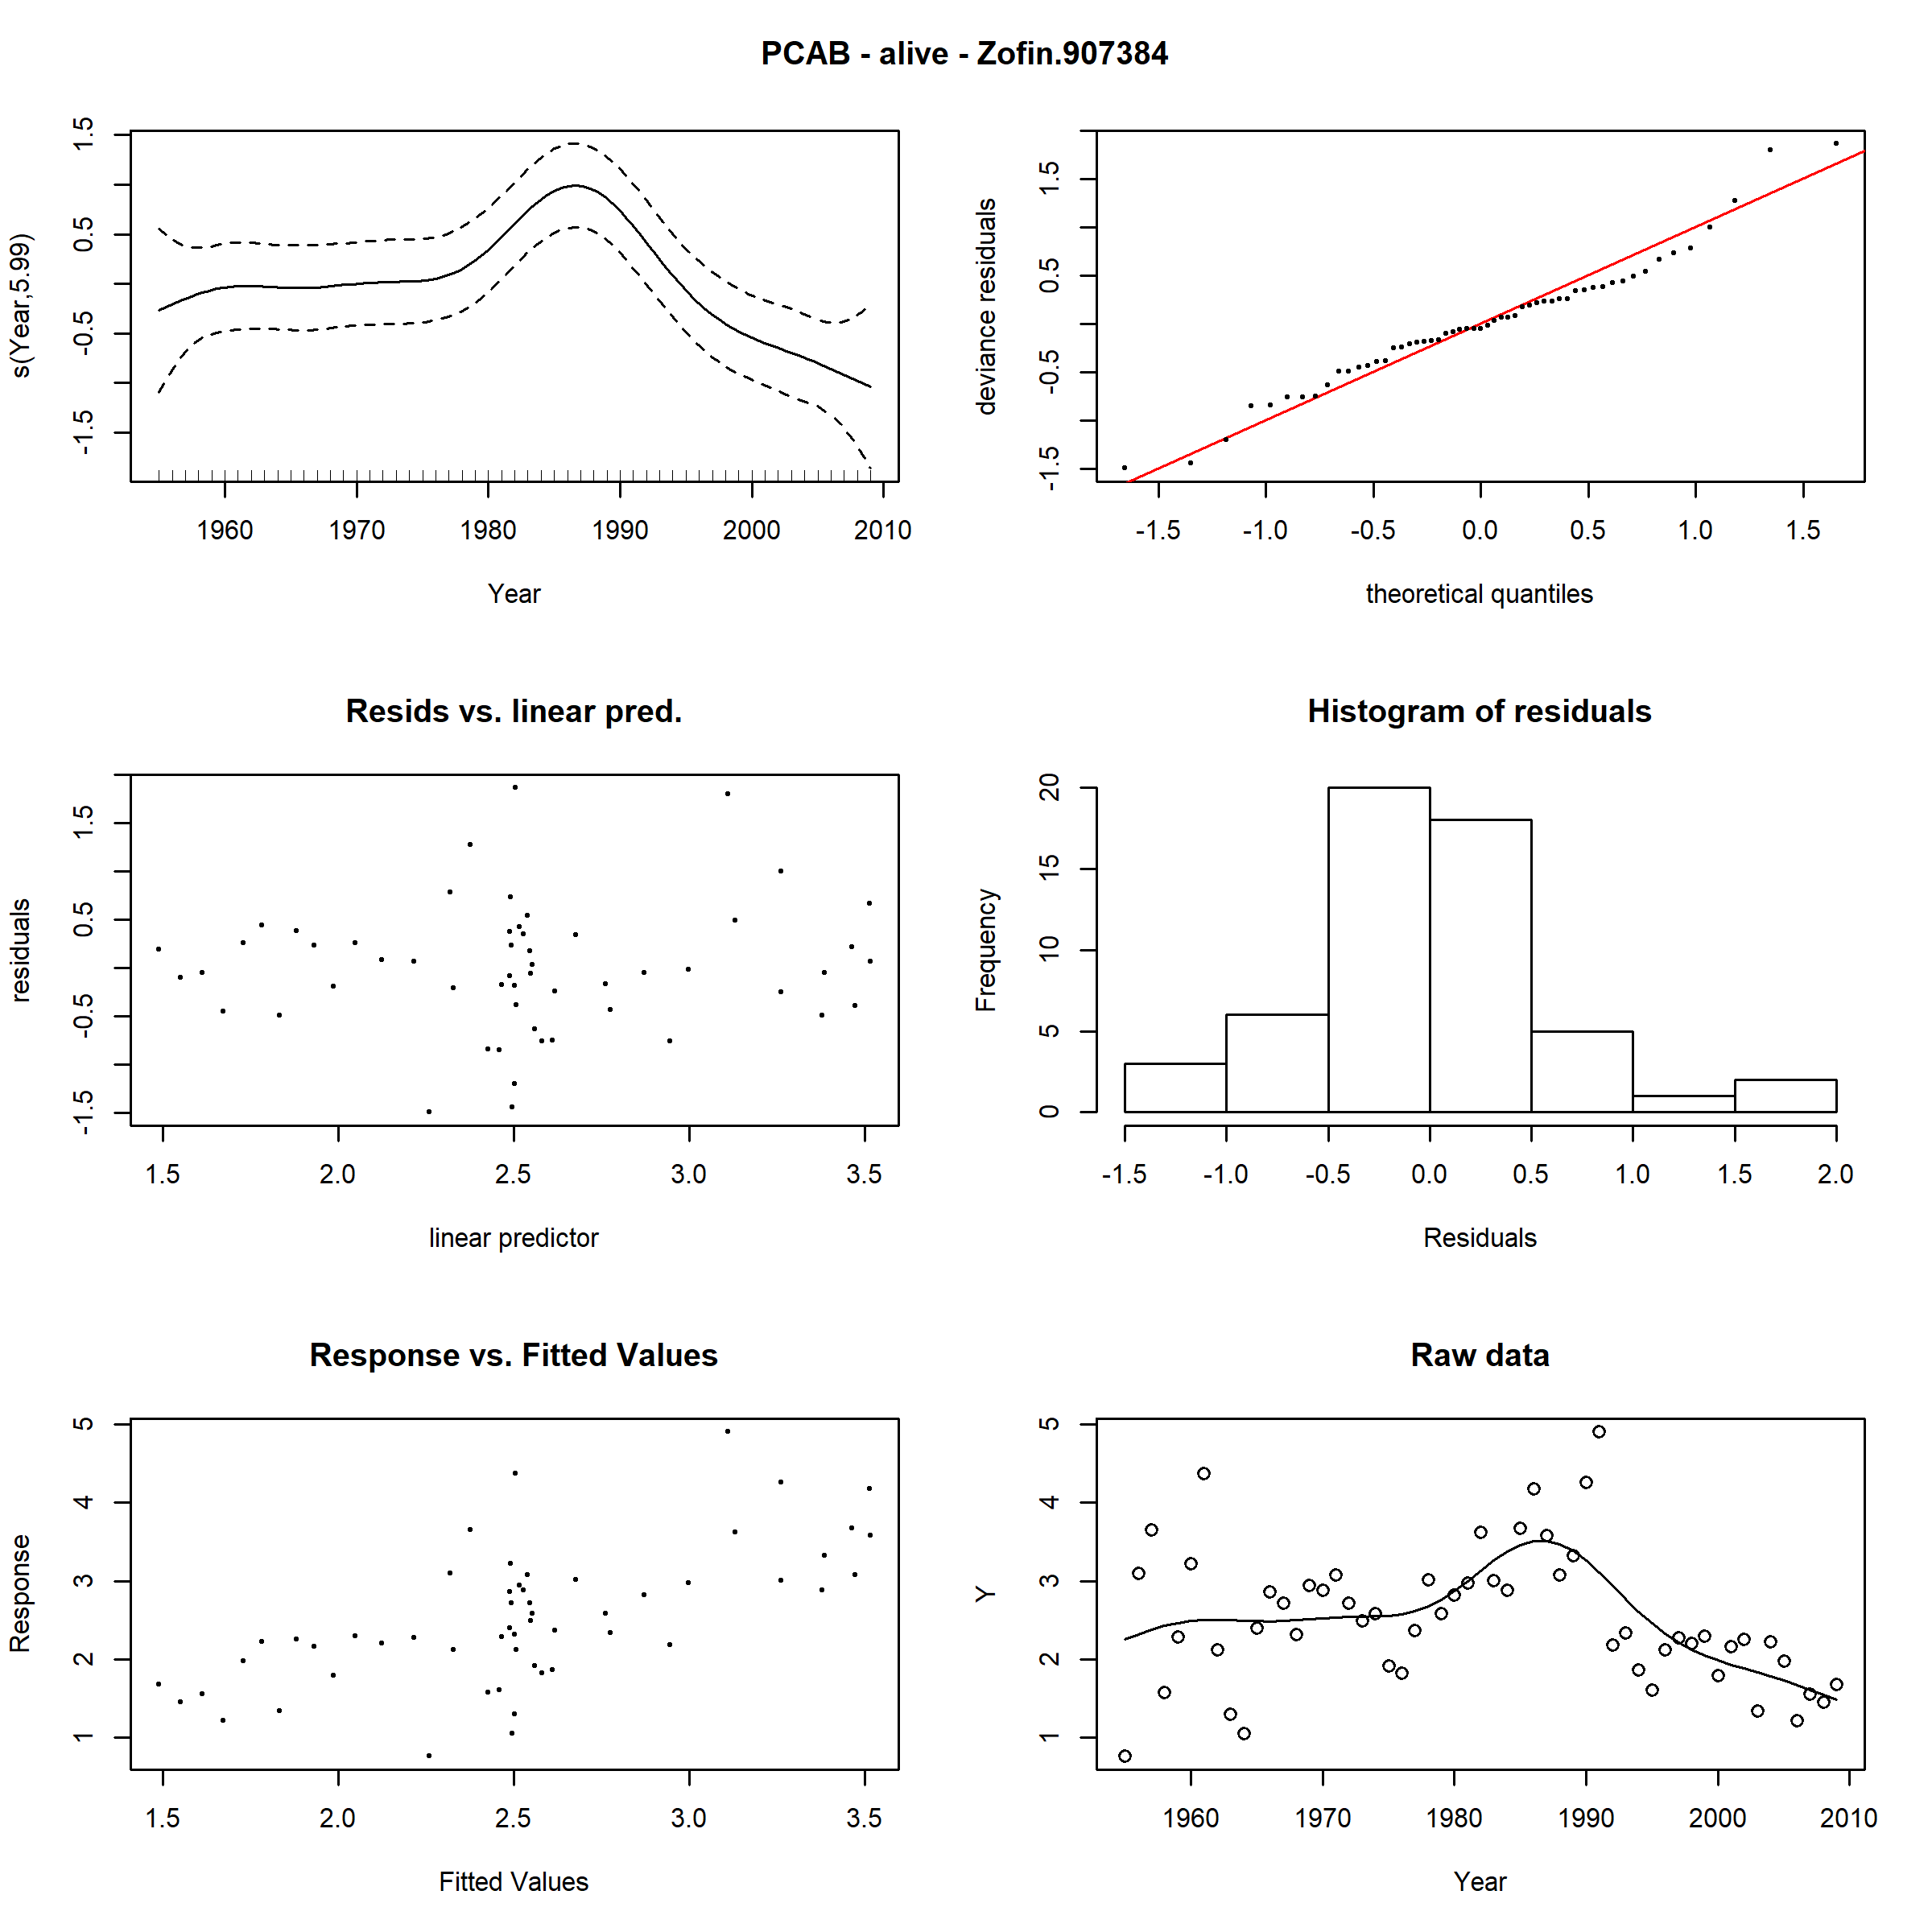 PCAB - alive - Zofin.907384
s(Year,5.99)
1.5
0.5
-0.5
-1.5
1960 1970 1980 1990 2000 2010
Year
deviance residuals
1.5
0.5
-0.5
-1.5
-1.5 -1.0 -0.5 0.0 0.5 1.0 1.5
theoretical quantiles
Resids vs. linear pred.
residuals
1.5
0.5
-0.5
-1.5
1.5 2.0 2.5 3.0 3.5
linear predictor
Histogram of residuals
Frequency
20
15
10
5
0
-1.5 -1.0 -0.5 0.0 0.5 1.0 1.5 2.0
Residuals
Response vs. Fitted Values
Response
5
4
3
2
1
1.5 2.0 2.5 3.0 3.5
Fitted Values
Raw data
Y
5
4
3
2
1
1960 1970 1980 1990 2000 2010
Year